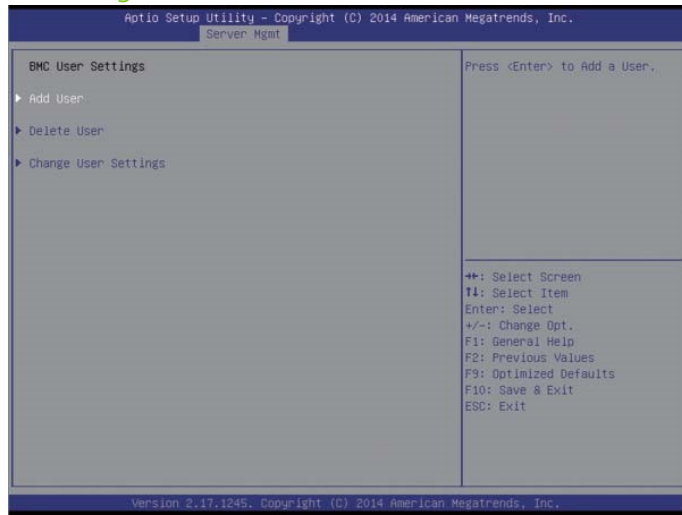 Aptio Setup Utility – Copyright (C) 2014 American Megatrends, Inc.
Server Mgmt
BMC User Settings
Add User
Delete User
Change User Settings
Press <Enter> to Add a User.
: Select Screen
↑↓: Select Item
Enter: Select
+/-: Change Opt.
F1: General Help
F2: Previous Values
F9: Optimized Defaults
F10: Save & Exit
ESC: Exit
Version 2.17.1245. Copyright (C) 2014 American Megatrends, Inc.